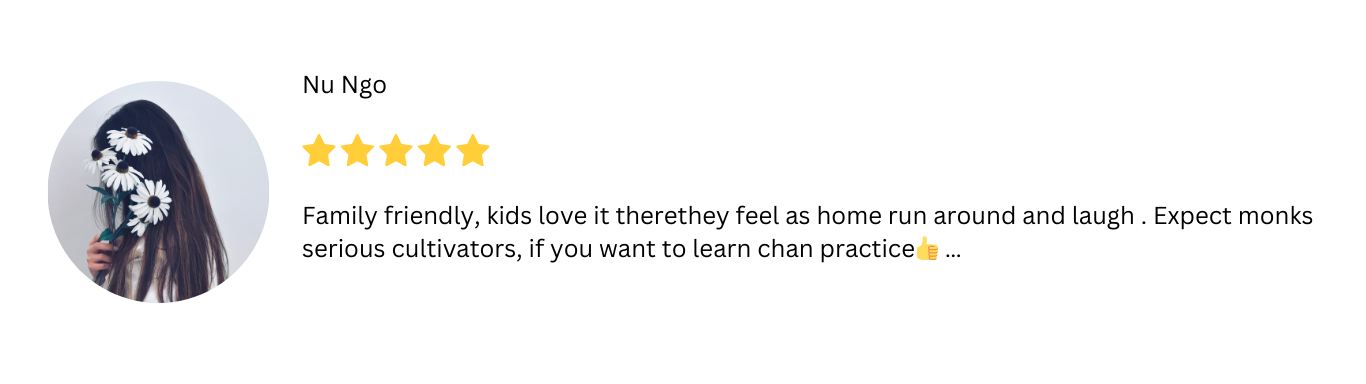 Nu Ngo
Family friendly, kids love it therethey feel as home run around and laugh . Expect monks
serious cultivators, if you want to learn chan practice👍 ...